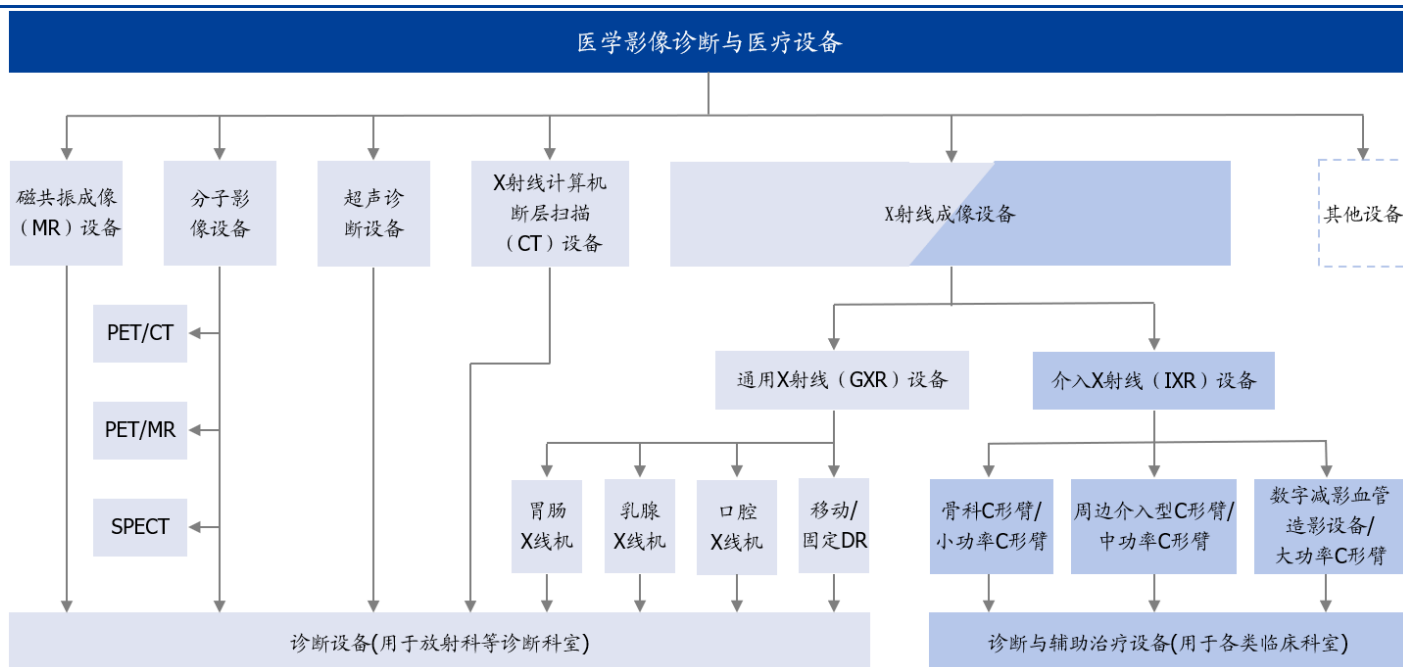 医学影像诊断与医疗设备
磁共振成像
（MR）设备
分子影
像设备
超声诊
断设备
X射线计算机
断层扫描
（CT）设备
X射线成像设备
其他设备
PET/CT
PET/MR
SPECT
通用X射线（GXR）设备
介入X射线（IXR）设备
胃肠
X线机
乳腺
X线机
口腔
X线机
移动/
固定DR
骨科C形臂/
小功率C形臂
周边介入型C形臂/
中功率C形臂
数字减影血管
造影设备/
大功率C形臂
诊断设备(用于放射科等诊断科室)
诊断与辅助治疗设备(用于各类临床科室)